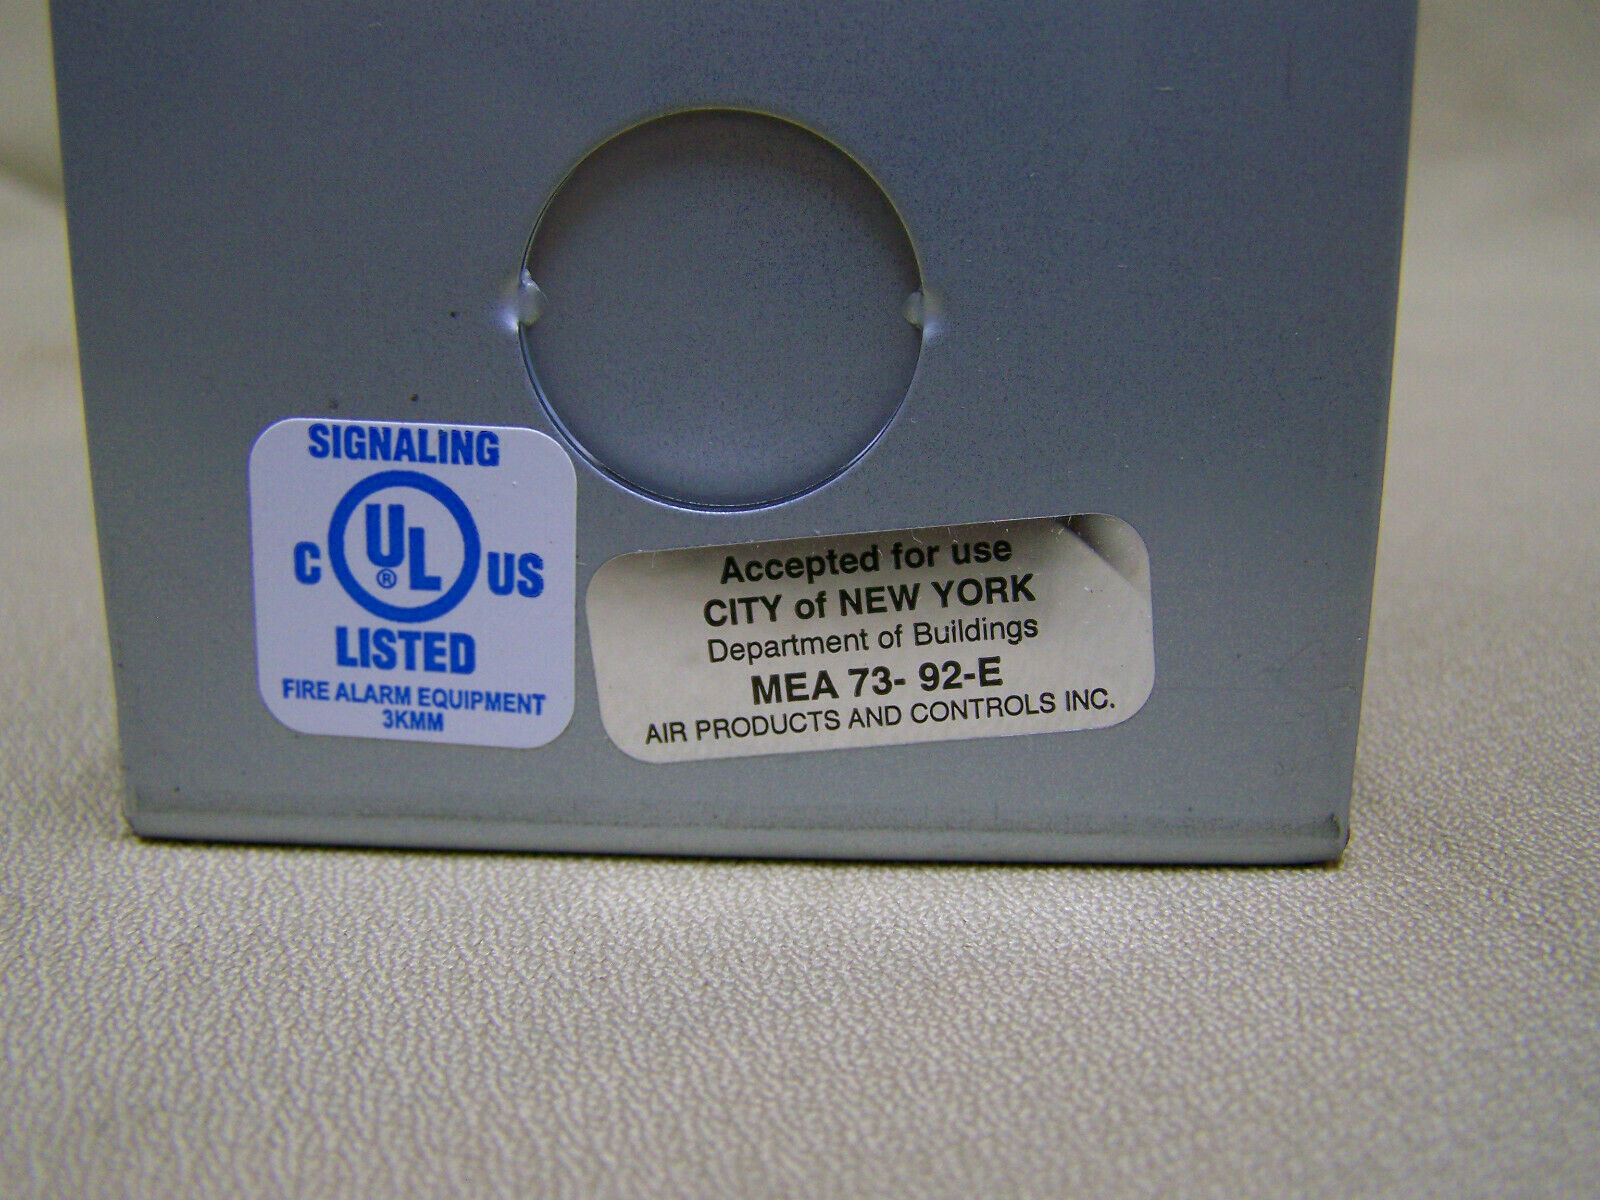 SIGNALING
C UL® US
LISTED
FIRE ALARM EQUIPMENT
3KMM
Accepted for use
CITY of NEW YORK
Department of Buildings
MEA 73- 92-E
AIR PRODUCTS AND CONTROLS INC.